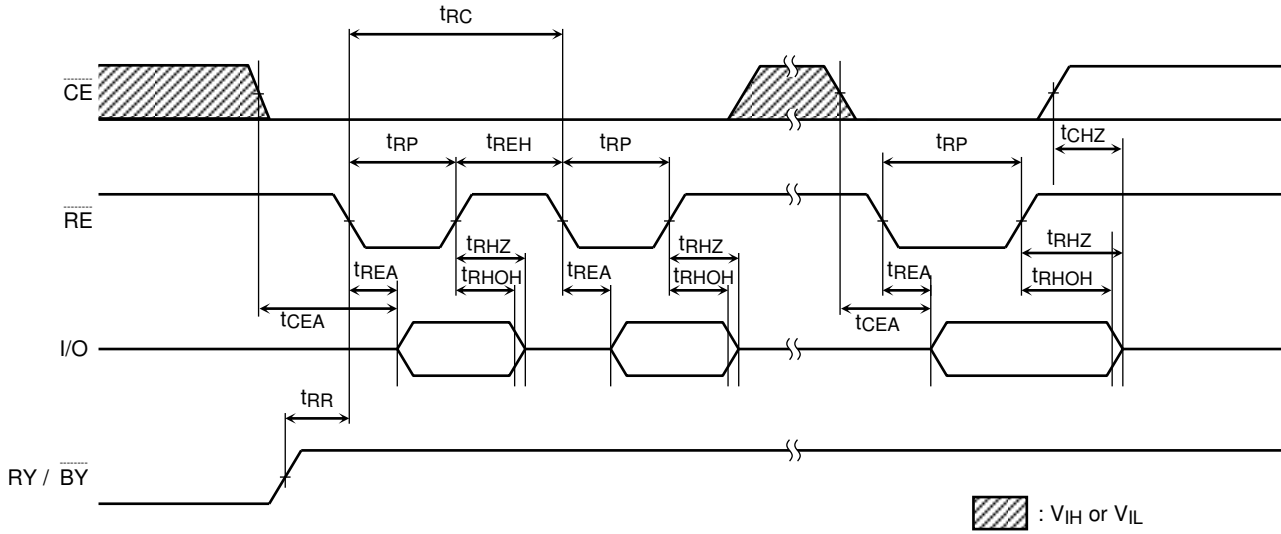 tRC
CE
tRP
tREH
tRP
tRP
tCHZ
RE
tREA
tRHZ
tRHOH
tREA
tRHZ
tRHOH
tREA
tRHZ
tRHOH
tCEA
tCEA
I/O
tRR
RY / BY
: VIH or VIL